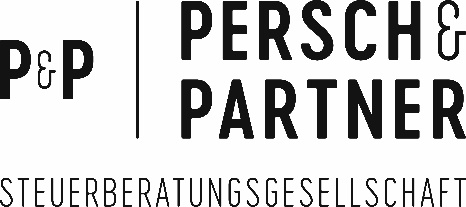 P&P
PERSCH &
PARTNER
STEUERBERATUNGSGESELLSCHAFT